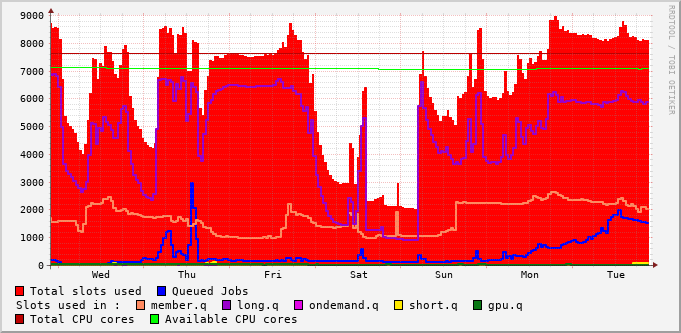 9000
8000
7000
6000
5000
4000
3000
2000
1000
0
Wed Thu Fri Sat Sun Mon Tue
RRDTOOL / TOBI OETIKER
Total slots used Queued Jobs
Slots used in : member.q long.q ondemand.q short.q gpu.q
Total CPU cores Available CPU cores